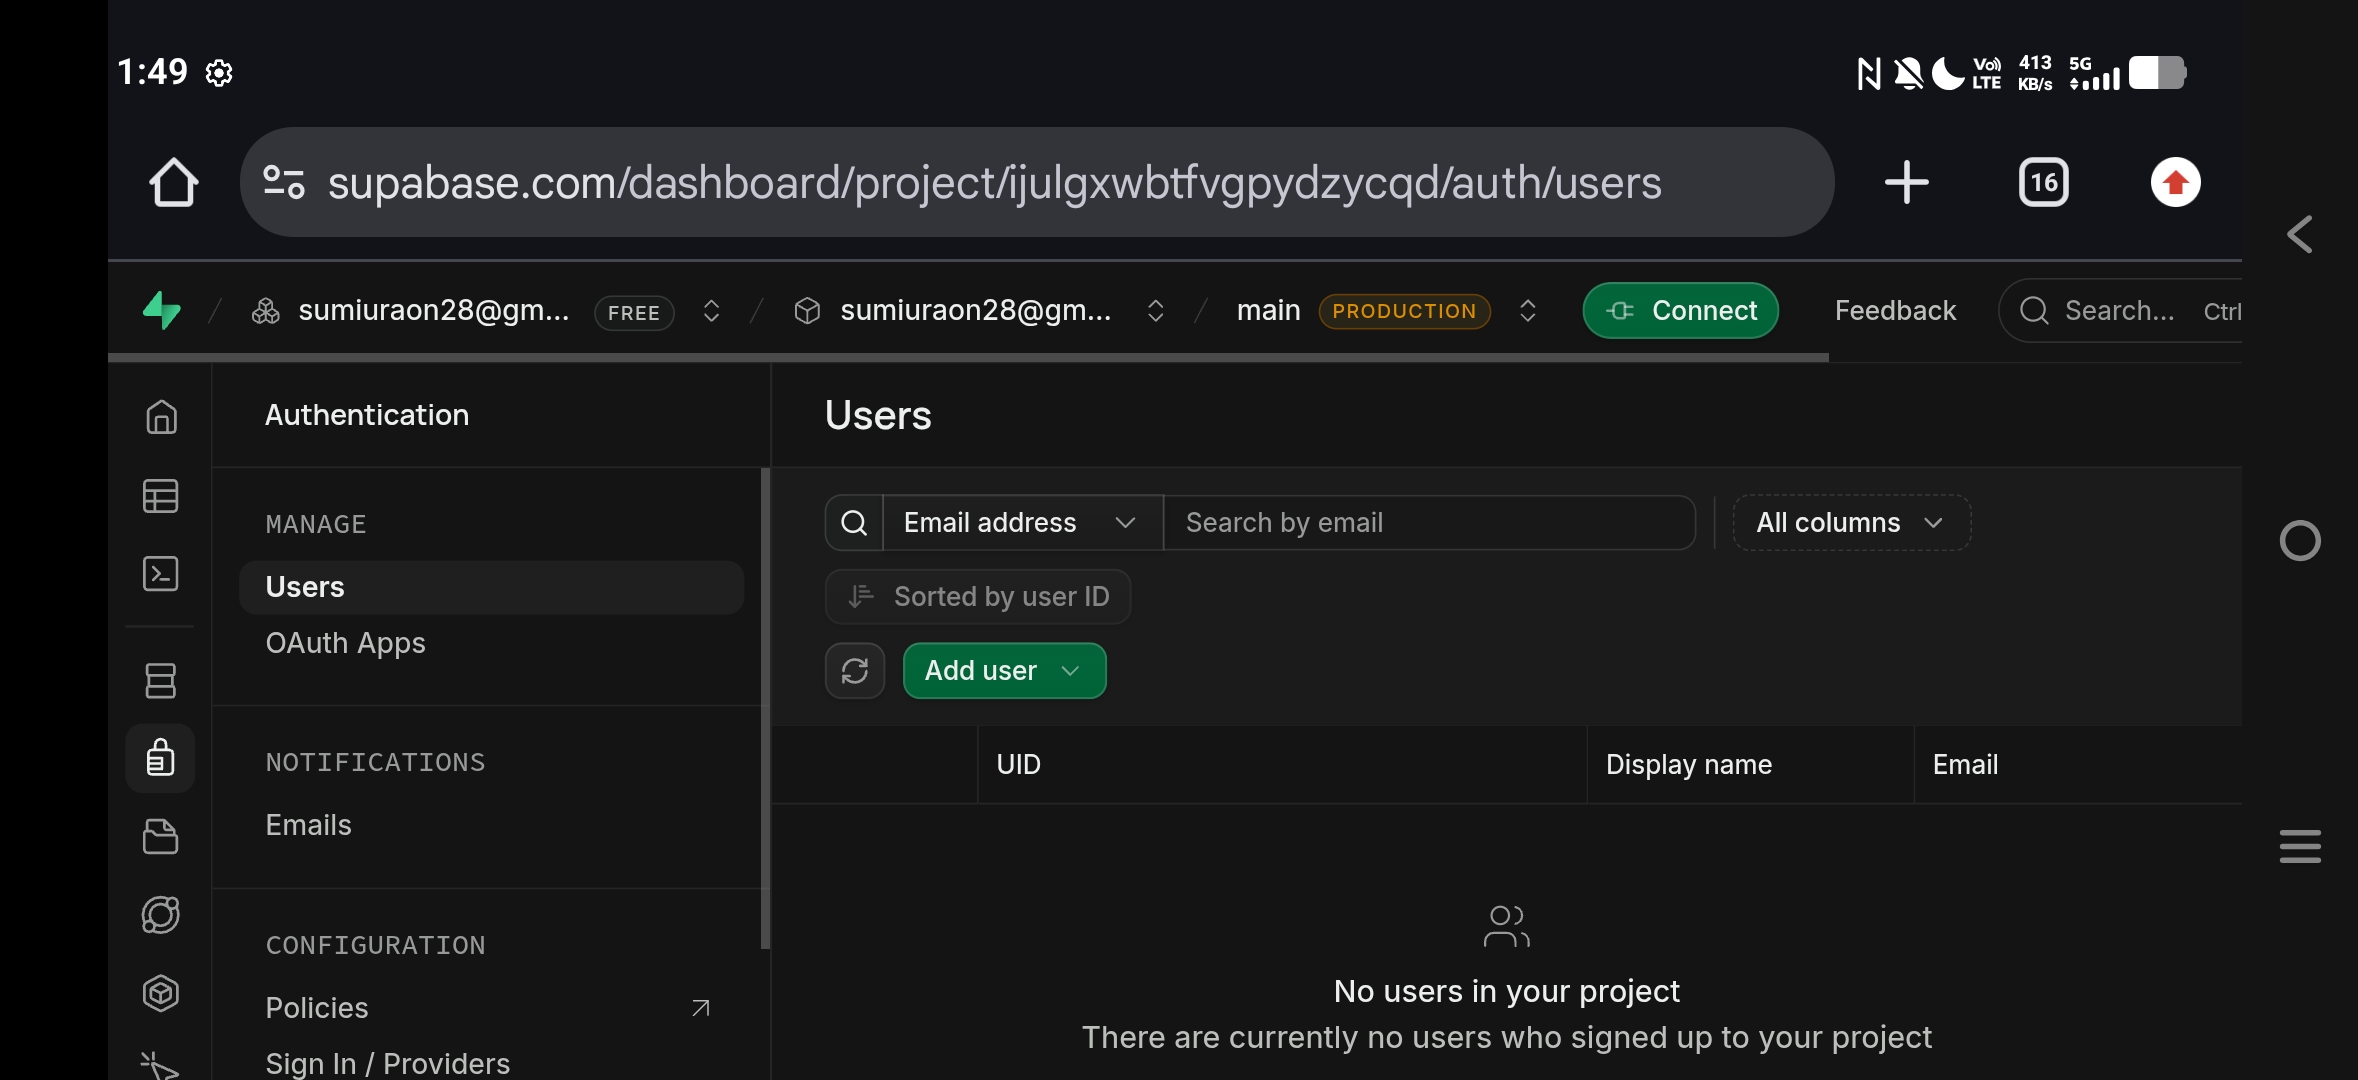 1:49
Vo)) LTE
413 KB/s
5G
supabase.com/dashboard/project/ijulgxwbtfvgpydzycqd/auth/users
16
sumiuraon28@gm... FREE
sumiuraon28@gm...
main PRODUCTION
Connect
Feedback
Search... Ctrl
Authentication
MANAGE
Users
OAuth Apps
NOTIFICATIONS
Emails
CONFIGURATION
Policies
Sign In / Providers
Users
Email address
Search by email
All columns
Sorted by user ID
Add user
UID
Display name
Email
No users in your project
There are currently no users who signed up to your project